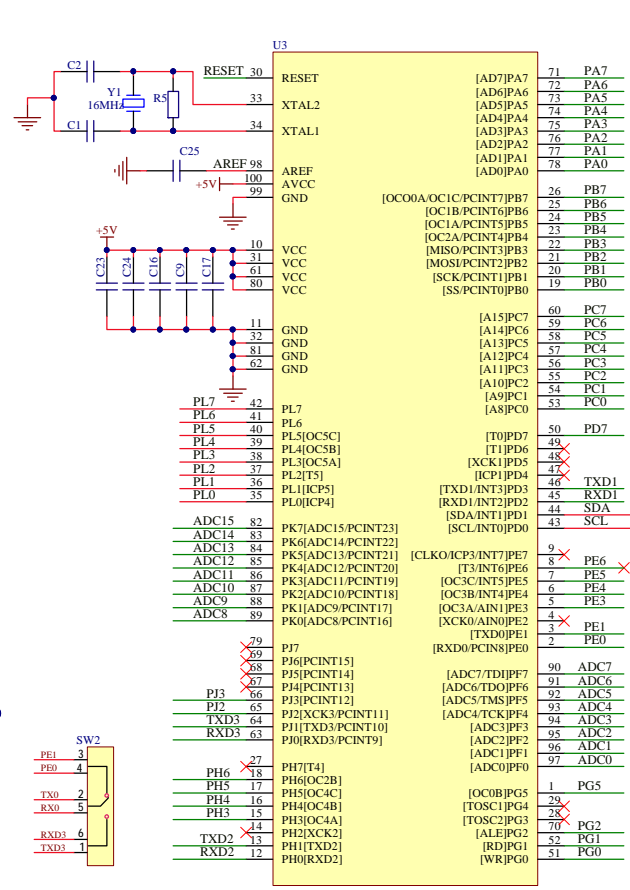 U3
C2
Y1
16MHz
R5
C1
RESET 30 RESET
33 XTAL2
34 XTAL1
C25
AREF 98 AREF
+5V 100 AVCC
99 GND
+5V
C23 C24 C16 C9 C17
10 VCC
31 VCC
61 VCC
80 VCC
11 GND
32 GND
81 GND
62 GND
PL7 42 PL7
PL6 41 PL6
PL5 40 PL5[OC5C]
PL4 39 PL4[OC5B]
PL3 38 PL3[OC5A]
PL2 37 PL2[T5]
PL1 36 PL1[ICP5]
PL0 35 PL0[ICP4]
ADC15 82 PK7[ADC15/PCINT23]
ADC14 83 PK6[ADC14/PCINT22]
ADC13 84 PK5[ADC13/PCINT21]
ADC12 85 PK4[ADC12/PCINT20]
ADC11 86 PK3[ADC11/PCINT19]
ADC10 87 PK2[ADC10/PCINT18]
ADC9 88 PK1[ADC9/PCINT17]
ADC8 89 PK0[ADC8/PCINT16]
79 PJ7
69 PJ6[PCINT15]
68 PJ5[PCINT14]
67 PJ4[PCINT13]
PJ3 66 PJ3[PCINT12]
PJ2 65 PJ2[XCK3/PCINT11]
TXD3 64 PJ1[TXD3/PCINT10]
RXD3 63 PJ0[RXD3/PCINT9]
27 PH7[T4]
PH6 18 PH6[OC2B]
PH5 17 PH5[OC4C]
PH4 16 PH4[OC4B]
PH3 15 PH3[OC4A]
14 PH2[XCK2]
TXD2 13 PH1[TXD2]
RXD2 12 PH0[RXD2]
[AD7]PA7 71 PA7
[AD6]PA6 72 PA6
[AD5]PA5 73 PA5
[AD4]PA4 74 PA4
[AD3]PA3 75 PA3
[AD2]PA2 76 PA2
[AD1]PA1 77 PA1
[AD0]PA0 78 PA0
[OCO0A/OC1C/PCINT7]PB7 26 PB7
[OC1B/PCINT6]PB6 25 PB6
[OC1A/PCINT5]PB5 24 PB5
[OC2A/PCINT4]PB4 23 PB4
[MISO/PCINT3]PB3 22 PB3
[MOSI/PCINT2]PB2 21 PB2
[SCK/PCINT1]PB1 20 PB1
[SS/PCINT0]PB0 19 PB0
[A15]PC7 60 PC7
[A14]PC6 59 PC6
[A13]PC5 58 PC5
[A12]PC4 57 PC4
[A11]PC3 56 PC3
[A10]PC2 55 PC2
[A9]PC1 54 PC1
[A8]PC0 53 PC0
[T0]PD7 50 PD7
[T1]PD6 49
[XCK1]PD5 48
[ICP1]PD4 47
[TXD1/INT3]PD3 46 TXD1
[RXD1/INT2]PD2 45 RXD1
[SDA/INT1]PD1 44 SDA
[SCL/INT0]PD0 43 SCL
[CLKO/ICP3/INT7]PE7 9
[T3/INT6]PE6 8 PE6
[OC3C/INT5]PE5 7 PE5
[OC3B/INT4]PE4 6 PE4
[OC3A/AIN1]PE3 5 PE3
[XCK0/AIN0]PE2 4
[TXD0]PE1 3 PE1
[RXD0/PCIN8]PE0 2 PE0
[ADC7/TDI]PF7 90 ADC7
[ADC6/TDO]PF6 91 ADC6
[ADC5/TMS]PF5 92 ADC5
[ADC4/TCK]PF4 93 ADC4
[ADC3]PF3 94 ADC3
[ADC2]PF2 95 ADC2
[ADC1]PF1 96 ADC1
[ADC0]PF0 97 ADC0
[OC0B]PG5 1 PG5
[TOSC1]PG4 29
[TOSC2]PG3 28
[ALE]PG2 70 PG2
[RD]PG1 52 PG1
[WR]PG0 51 PG0
SW2
PE1 3
PE0 4
TX0 2
RX0 5
RXD3 6
TXD3 1